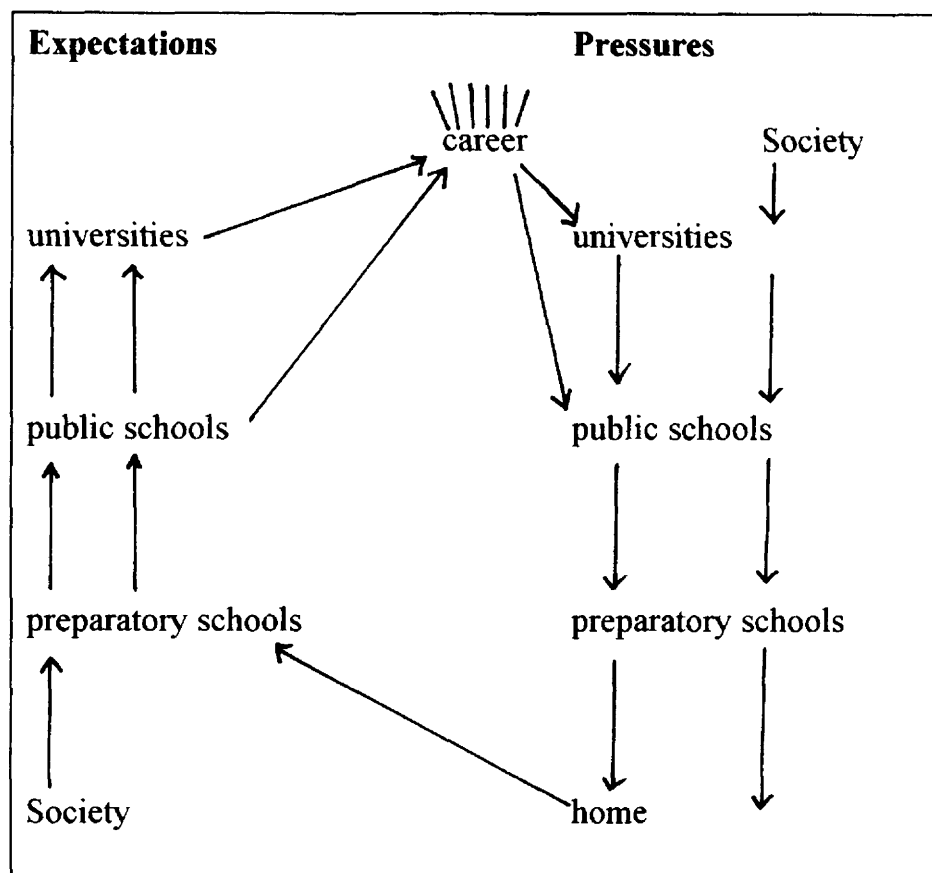 Expectations
Pressures
career
Society
universities
universities
public schools
public schools
preparatory schools
preparatory schools
Society
home